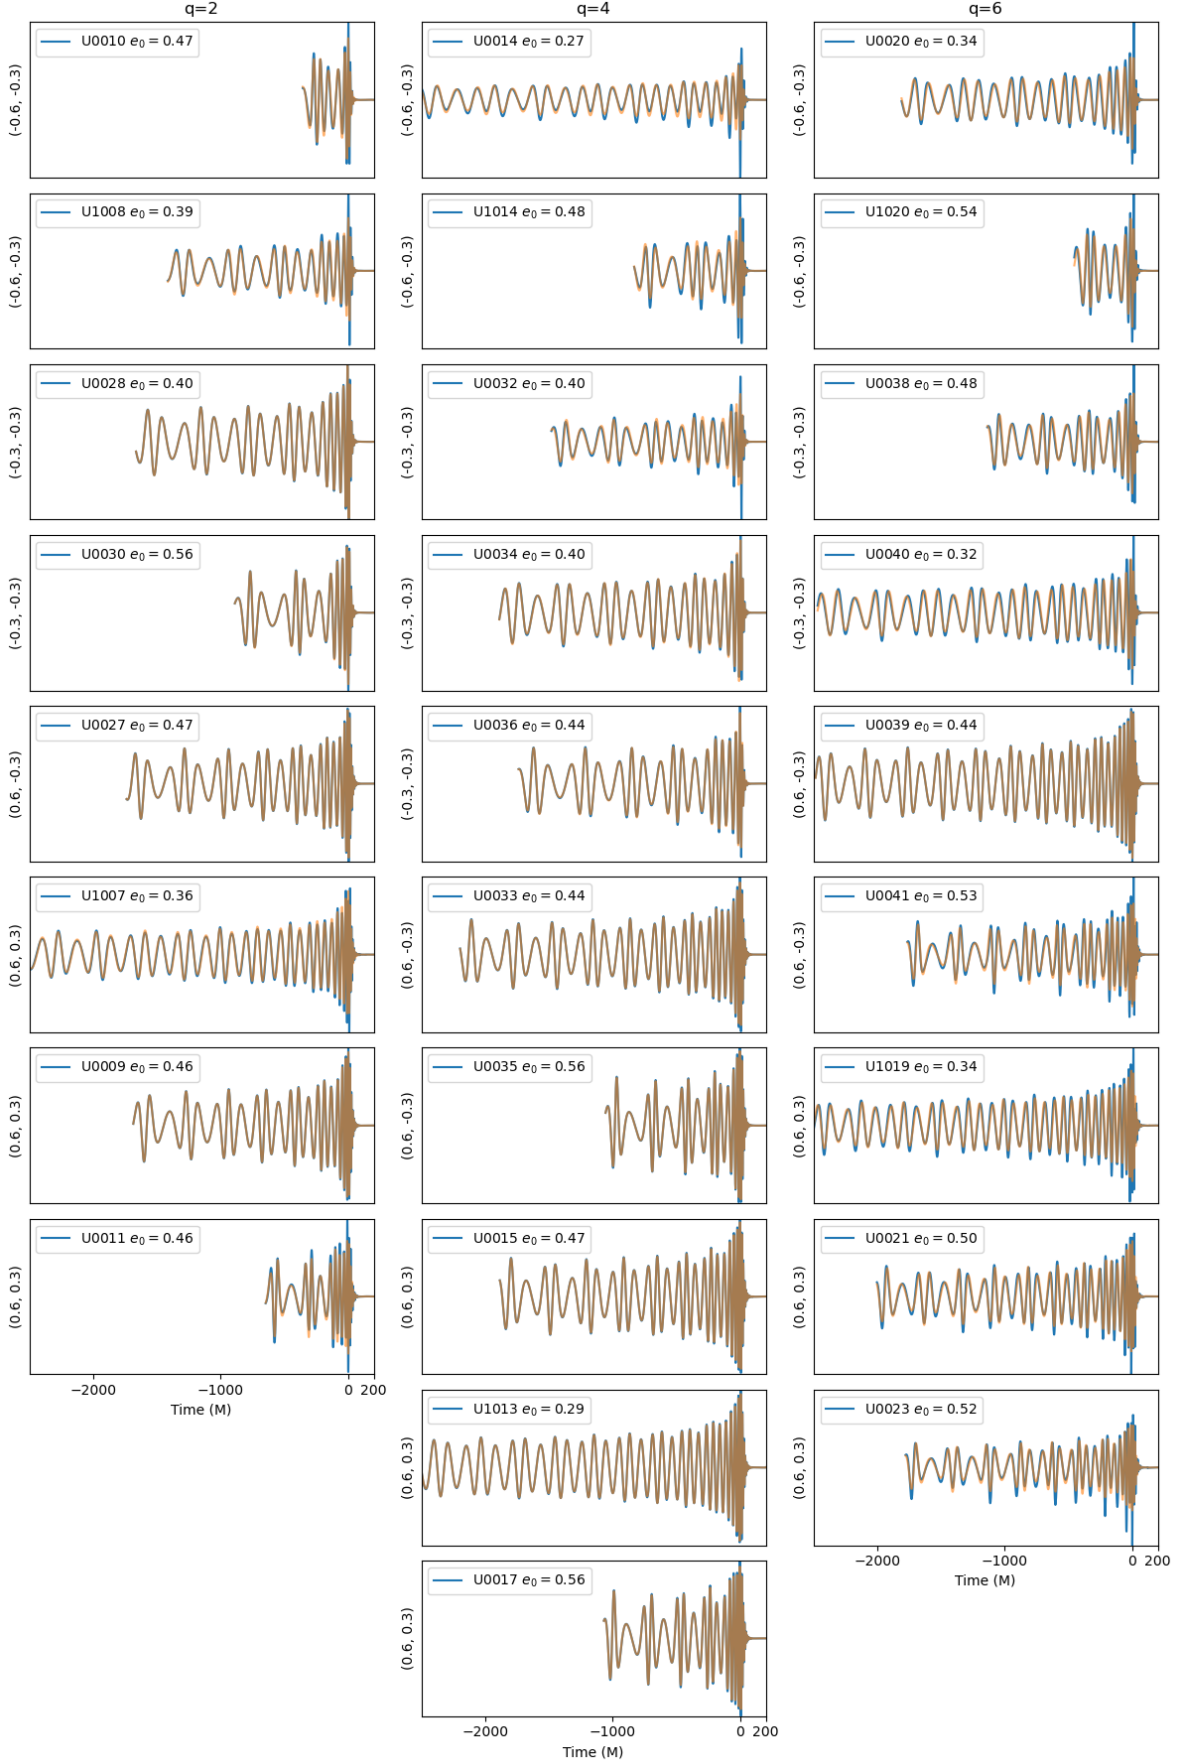 q=2
q=4
q=6
(-0.6, -0.3)
U0010 e₀ = 0.47
(-0.6, -0.3)
U0014 e₀ = 0.27
(-0.6, -0.3)
U0020 e₀ = 0.34
(-0.6, -0.3)
U1008 e₀ = 0.39
(-0.6, -0.3)
U1014 e₀ = 0.48
(-0.6, -0.3)
U1020 e₀ = 0.54
(-0.3, -0.3)
U0028 e₀ = 0.40
(-0.3, -0.3)
U0032 e₀ = 0.40
(-0.3, -0.3)
U0038 e₀ = 0.48
(-0.3, -0.3)
U0030 e₀ = 0.56
(-0.3, -0.3)
U0034 e₀ = 0.40
(-0.3, -0.3)
U0040 e₀ = 0.32
(0.6, -0.3)
U0027 e₀ = 0.47
(-0.3, -0.3)
U0036 e₀ = 0.44
(0.6, -0.3)
U0039 e₀ = 0.44
(0.6, 0.3)
U1007 e₀ = 0.36
(0.6, -0.3)
U0033 e₀ = 0.44
(0.6, -0.3)
U0041 e₀ = 0.53
(0.6, 0.3)
U0009 e₀ = 0.46
(0.6, -0.3)
U0035 e₀ = 0.56
(0.6, 0.3)
U1019 e₀ = 0.34
(0.6, 0.3)
U0011 e₀ = 0.46
(0.6, 0.3)
U0015 e₀ = 0.47
(0.6, 0.3)
U0021 e₀ = 0.50
−2000 −1000 0 200
Time (M)
(0.6, 0.3)
U1013 e₀ = 0.29
(0.6, 0.3)
U0023 e₀ = 0.52
−2000 −1000 0 200
Time (M)
(0.6, 0.3)
U0017 e₀ = 0.56
−2000 −1000 0 200
Time (M)